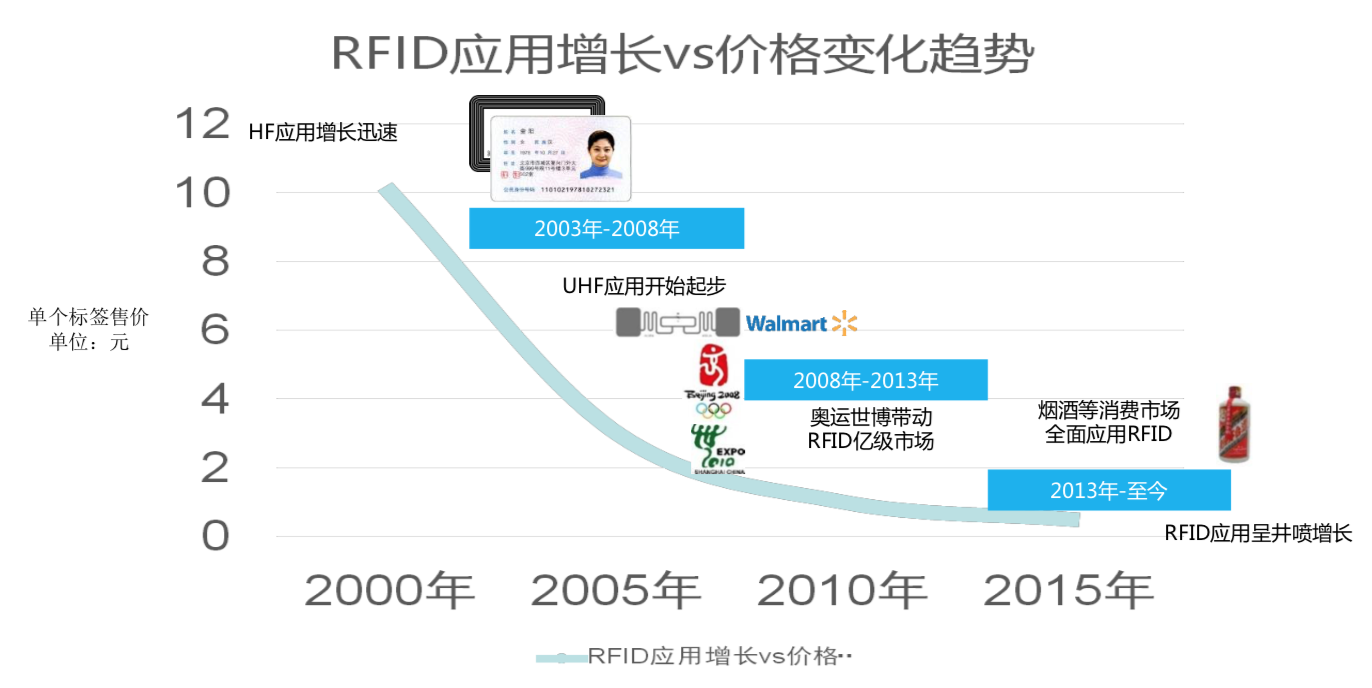 RFID应用增长vs价格变化趋势
12
HF应用增长迅速
10
2003年-2008年
8
UHF应用开始起步
单个标签售价
单位：元
6
Walmart
Beijing 2008
2008年-2013年
4
奥运世博带动
RFID亿级市场
烟酒等消费市场
全面应用RFID
EXPO
2010
SHANGHAI CHINA
2
2013年-至今
0
RFID应用呈井喷增长
2000年
2005年
2010年
2015年
RFID应用增长vs价格··
110102197810272321